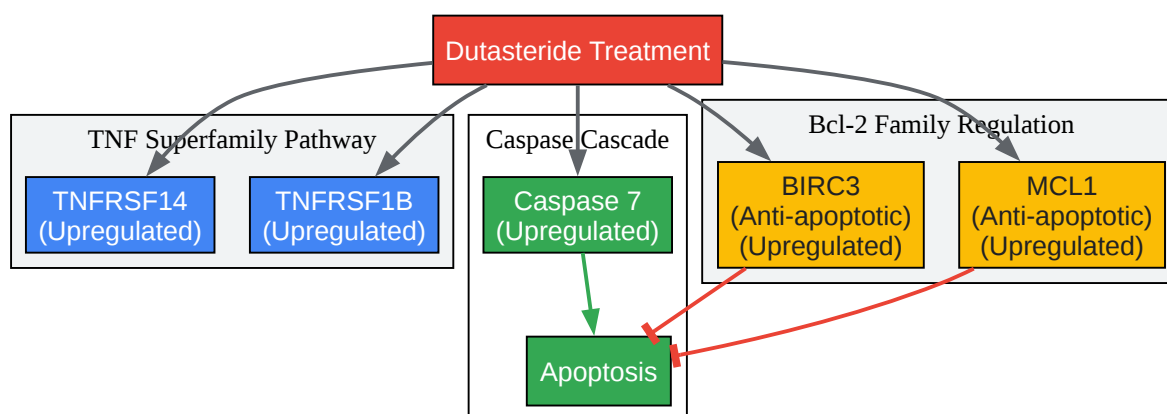 Dutasteride Treatment
TNF Superfamily Pathway
Caspase Cascade
Bcl-2 Family Regulation
TNFRSF14
(Upregulated)
TNFRSF1B
(Upregulated)
Caspase 7
(Upregulated)
BIRC3
(Anti-apoptotic)
(Upregulated)
MCL1
(Anti-apoptotic)
(Upregulated)
Apoptosis